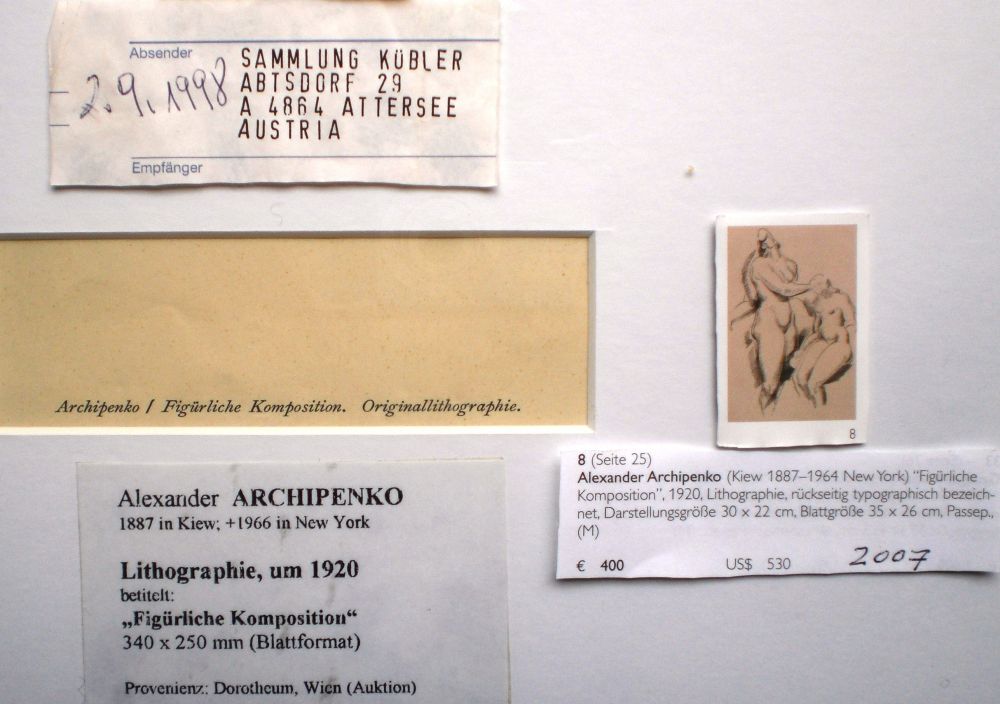 Absender
2.9.1998
SAMMLUNG KÜBLER
ABTSDORF 29
A 4864 ATTERSEE
AUSTRIA
Empfänger
Archipenko / Figürliche Komposition. Originallithographie.
Alexander ARCHIPENKO
1887 in Kiew; +1966 in New York
Lithographie, um 1920
betitelt:
„Figürliche Komposition“
340 x 250 mm (Blattformat)
Provenienz: Dorotheum, Wien (Auktion)
8
8 (Seite 25)
Alexander Archipenko (Kiew 1887–1964 New York) “Figürliche
Komposition”, 1920, Lithographie, rückseitig typographisch bezeich-
net, Darstellungsgröße 30 x 22 cm, Blattgröße 35 x 26 cm, Passep.,
(M)
€ 400 US$ 530 2007